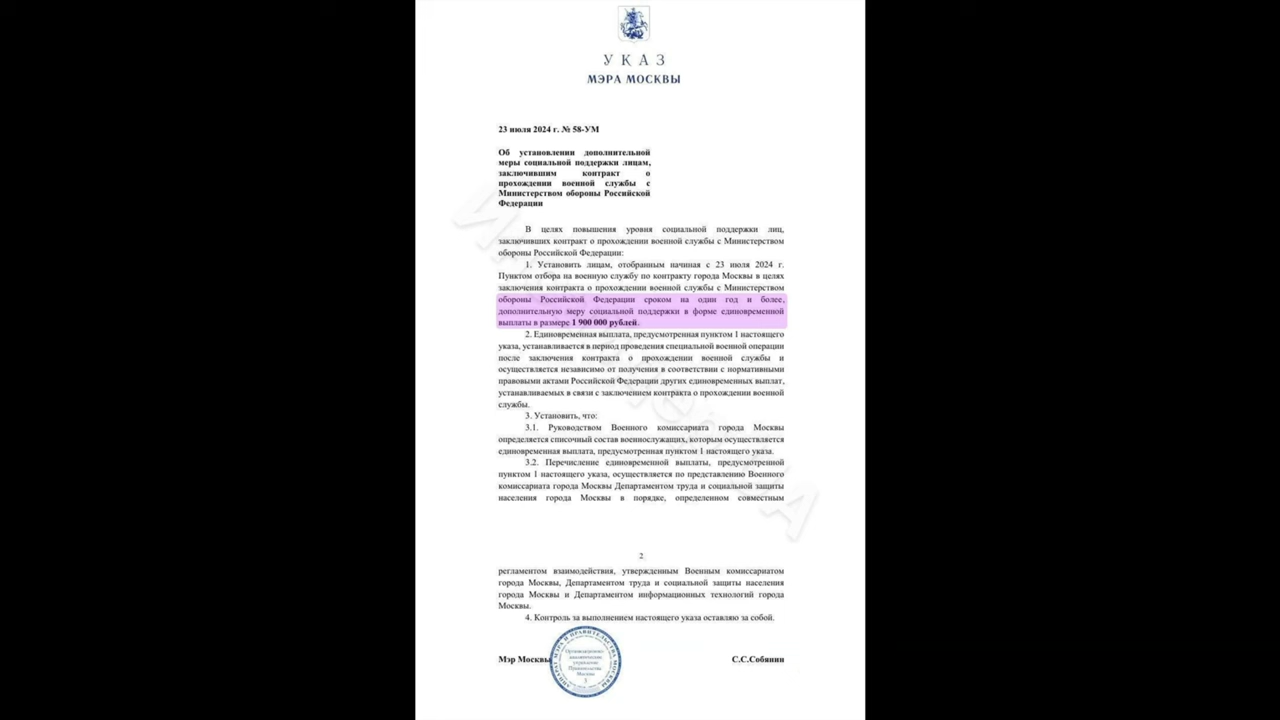 УКАЗ
МЭРА МОСКВЫ
23 июля 2024 г. № 58-УМ
Об установлении дополнительной
меры социальной поддержки лицам,
заключившим контракт о
прохождении военной службы с
Министерством обороны Российской
Федерации
В целях повышения уровня социальной поддержки лиц,
заключивших контракт о прохождении военной службы с Министерством
обороны Российской Федерации:
1. Установить лицам, отобранным начиная с 23 июля 2024 г.
Пунктом отбора на военную службу по контракту города Москвы в целях
заключения контракта о прохождении военной службы с Министерством
обороны Российской Федерации сроком на один год и более,
дополнительную меру социальной поддержки в форме единовременной
выплаты в размере 1 900 000 рублей.
2. Единовременная выплата, предусмотренная пунктом 1 настоящего
указа, устанавливается в период проведения специальной военной операции
после заключения контракта о прохождении военной службы и
осуществляется независимо от получения в соответствии с нормативными
правовыми актами Российской Федерации других единовременных выплат,
устанавливаемых в связи с заключением контракта о прохождении военной
службы.
3. Установить, что:
3.1. Руководством Военного комиссариата города Москвы
определяется списочный состав военнослужащих, которым осуществляется
единовременная выплата, предусмотренная пунктом 1 настоящего указа.
3.2. Перечисление единовременной выплаты, предусмотренной
пунктом 1 настоящего указа, осуществляется по представлению Военного
комиссариата города Москвы Департаментом труда и социальной защиты
населения города Москвы в порядке, определенном совместным
2
регламентом взаимодействия, утвержденным Военным комиссариатом
города Москвы, Департаментом труда и социальной защиты населения
города Москвы и Департаментом информационных технологий города
Москвы.
4. Контроль за выполнением настоящего указа оставляю за собой.
Мэр Москвы
С.С.Собянин
АППАРАТ МЭРА И ПРАВИТЕЛЬСТВА МОСКВЫ
Организационно-
аналитическое
управление
Правительства
Москвы